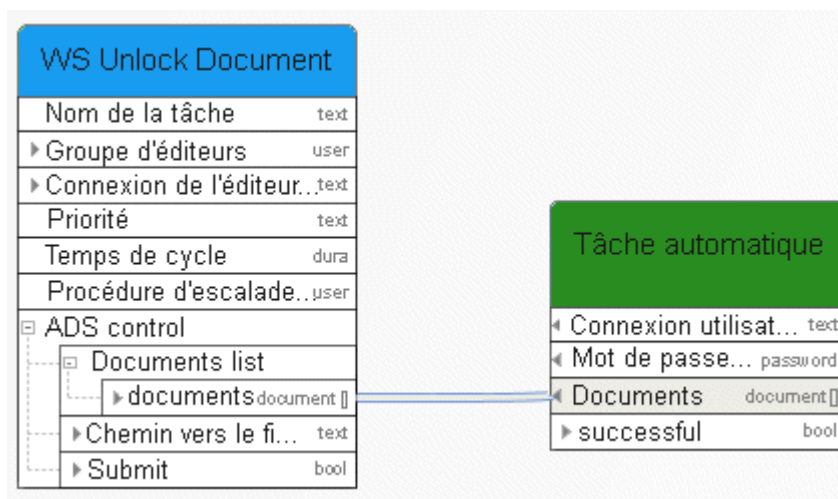 WS Unlock Document
Nom de la tâche text
Groupe d'éditeurs user
Connexion de l'éditeur... text
Priorité text
Temps de cycle dura
Procédure d'escalade... user
ADS control
Documents list
documents document []
Chemin vers le fi... text
Submit bool
Tâche automatique
Connexion utilisat... text
Mot de passe... password
Documents document[]
successful bool